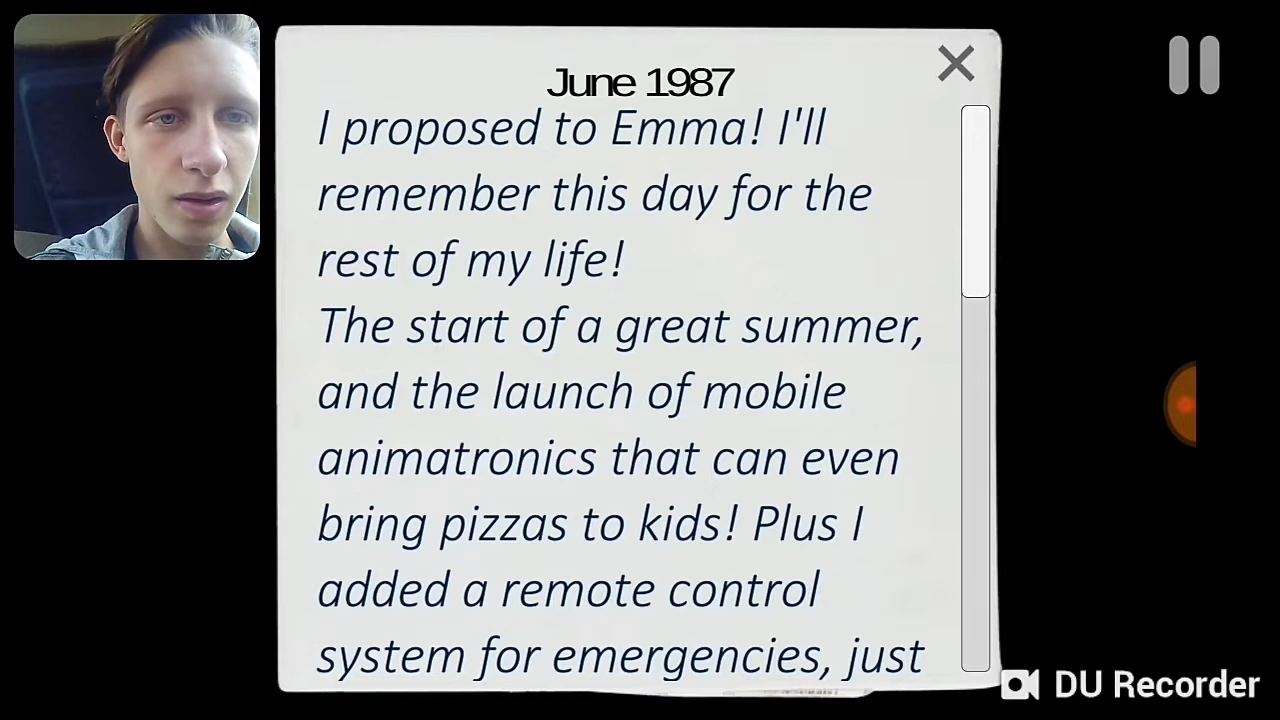 June 1987
I proposed to Emma! I'll
remember this day for the
rest of my life!
The start of a great summer,
and the launch of mobile
animatronics that can even
bring pizzas to kids! Plus I
added a remote control
system for emergencies, just
DU Recorder